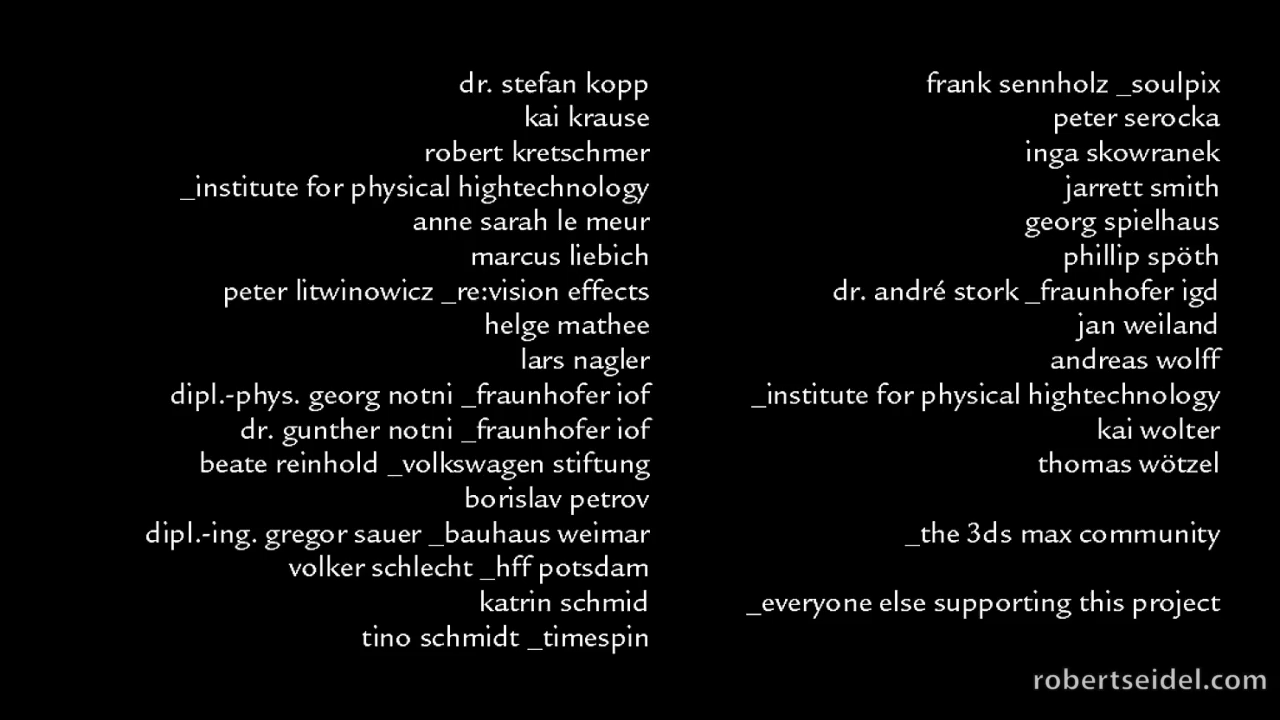 dr. stefan kopp
kai krause
robert kretschmer
_institute for physical hightechnology
anne sarah le meur
marcus liebich
peter litwinowicz _re:vision effects
helge mathee
lars nagler
dipl.-phys. georg notni _fraunhofer iof
dr. gunther notni _fraunhofer iof
beate reinhold _volkswagen stiftung
borislav petrov
dipl.-ing. gregor sauer _bauhaus weimar
volker schlecht _hff potsdam
katrin schmid
tino schmidt _timespin
frank sennholz _soulpix
peter serocka
inga skowranek
jarrett smith
georg spielhaus
phillip spöth
dr. andré stork _fraunhofer igd
jan weiland
andreas wolff
_institute for physical hightechnology
kai wolter
thomas wötzel
_the 3ds max community
_everyone else supporting this project
robertseidel.com